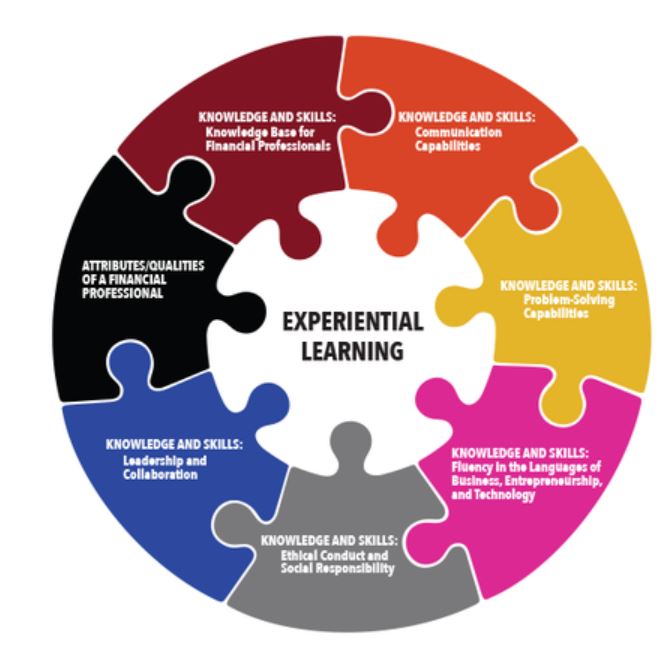 KNOWLEDGE AND SKILLS:
Knowledge Base for
Financial Professionals
KNOWLEDGE AND SKILLS:
Communication
Capabilities
KNOWLEDGE AND SKILLS:
Problem-Solving
Capabilities
KNOWLEDGE AND SKILLS:
Fluency in the Languages of
Business, Entrepreneurship,
and Technology
KNOWLEDGE AND SKILLS:
Ethical Conduct and
Social Responsibility
KNOWLEDGE AND SKILLS:
Leadership and
Collaboration
ATTRIBUTES/QUALITIES
OF A FINANCIAL
PROFESSIONAL
EXPERIENTIAL
LEARNING